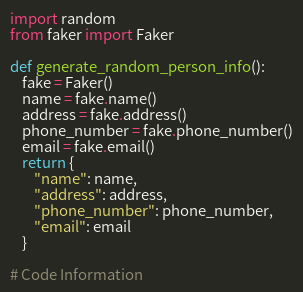 import random
from faker import Faker

def generate_random_person_info():
    fake = Faker()
    name = fake.name()
    address = fake.address()
    phone_number = fake.phone_number()
    email = fake.email()
    return {
        "name": name,
        "address": address,
        "phone_number": phone_number,
        "email": email
    }

# Code Information